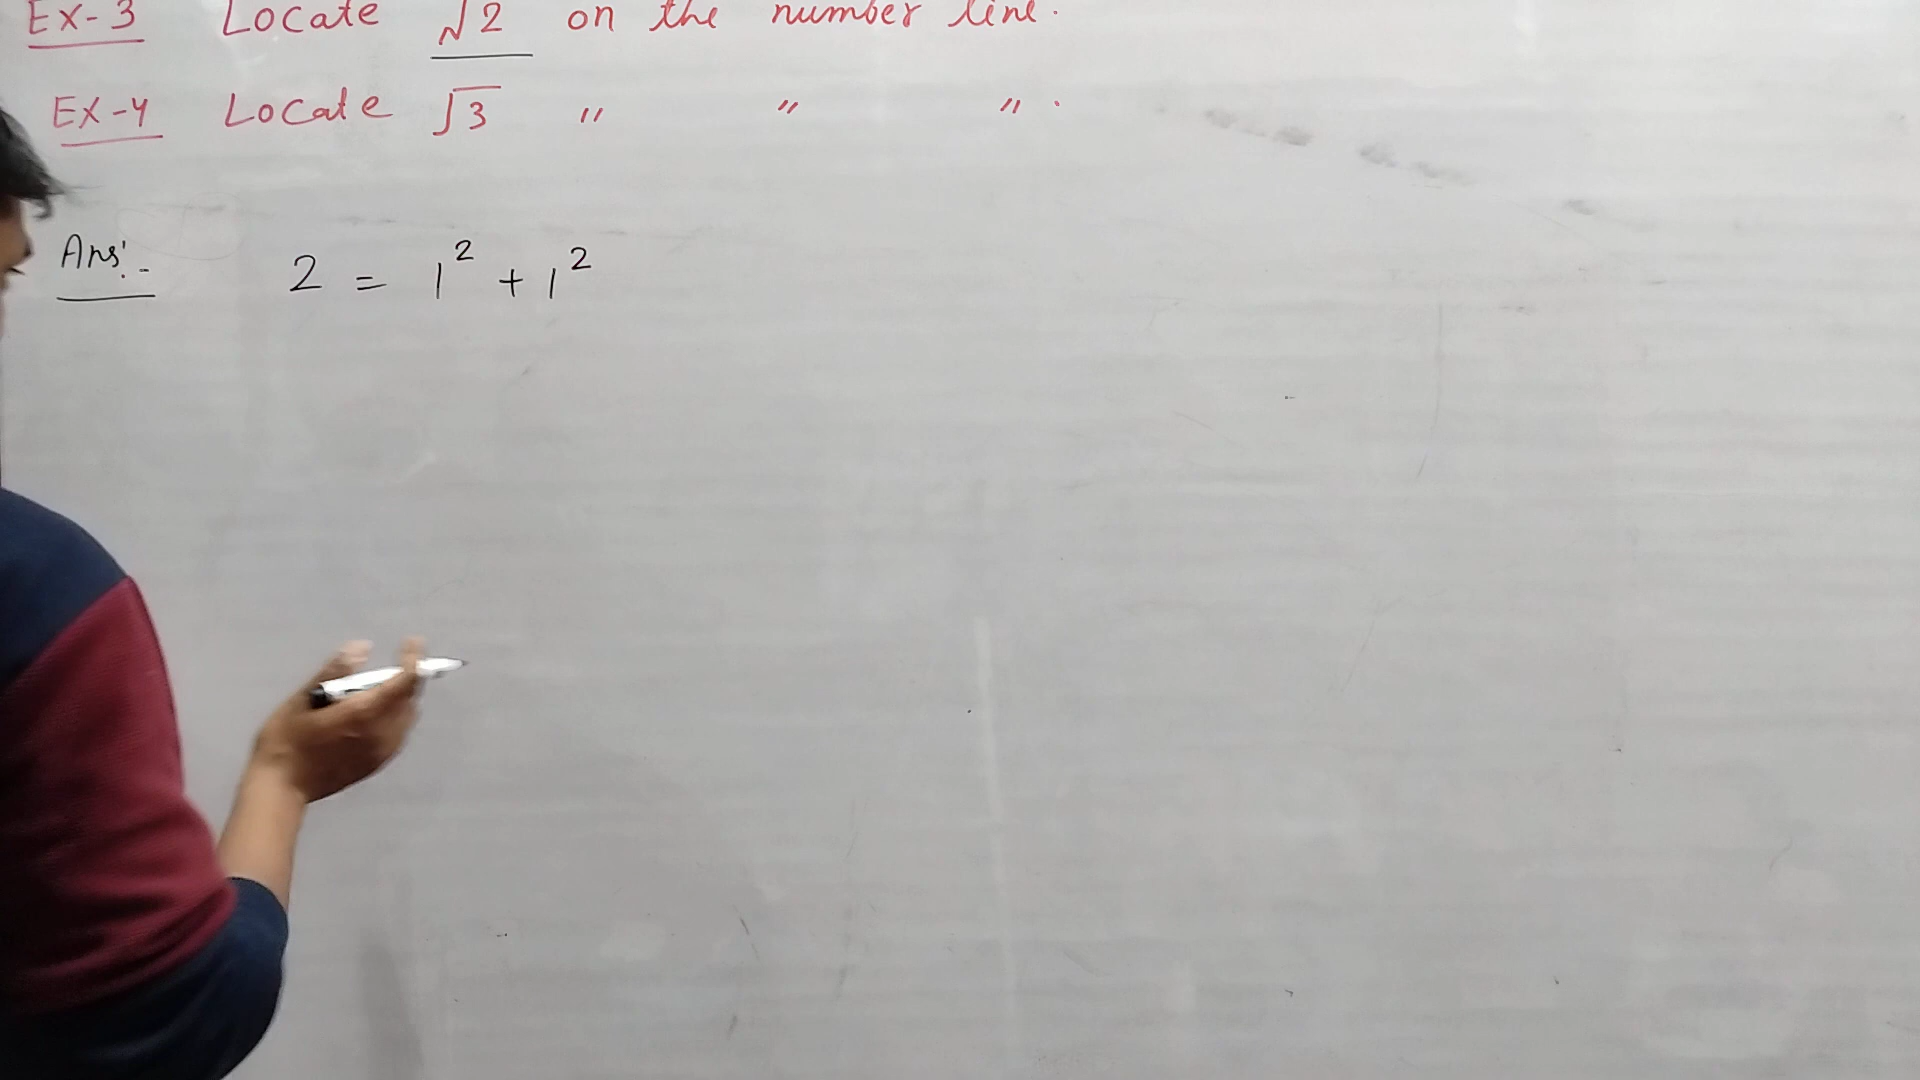 Ex-3 Locate √2 on the number line.
Ex-4 Locate √3 " " ".
Ans:- 2 = 1² + 1²